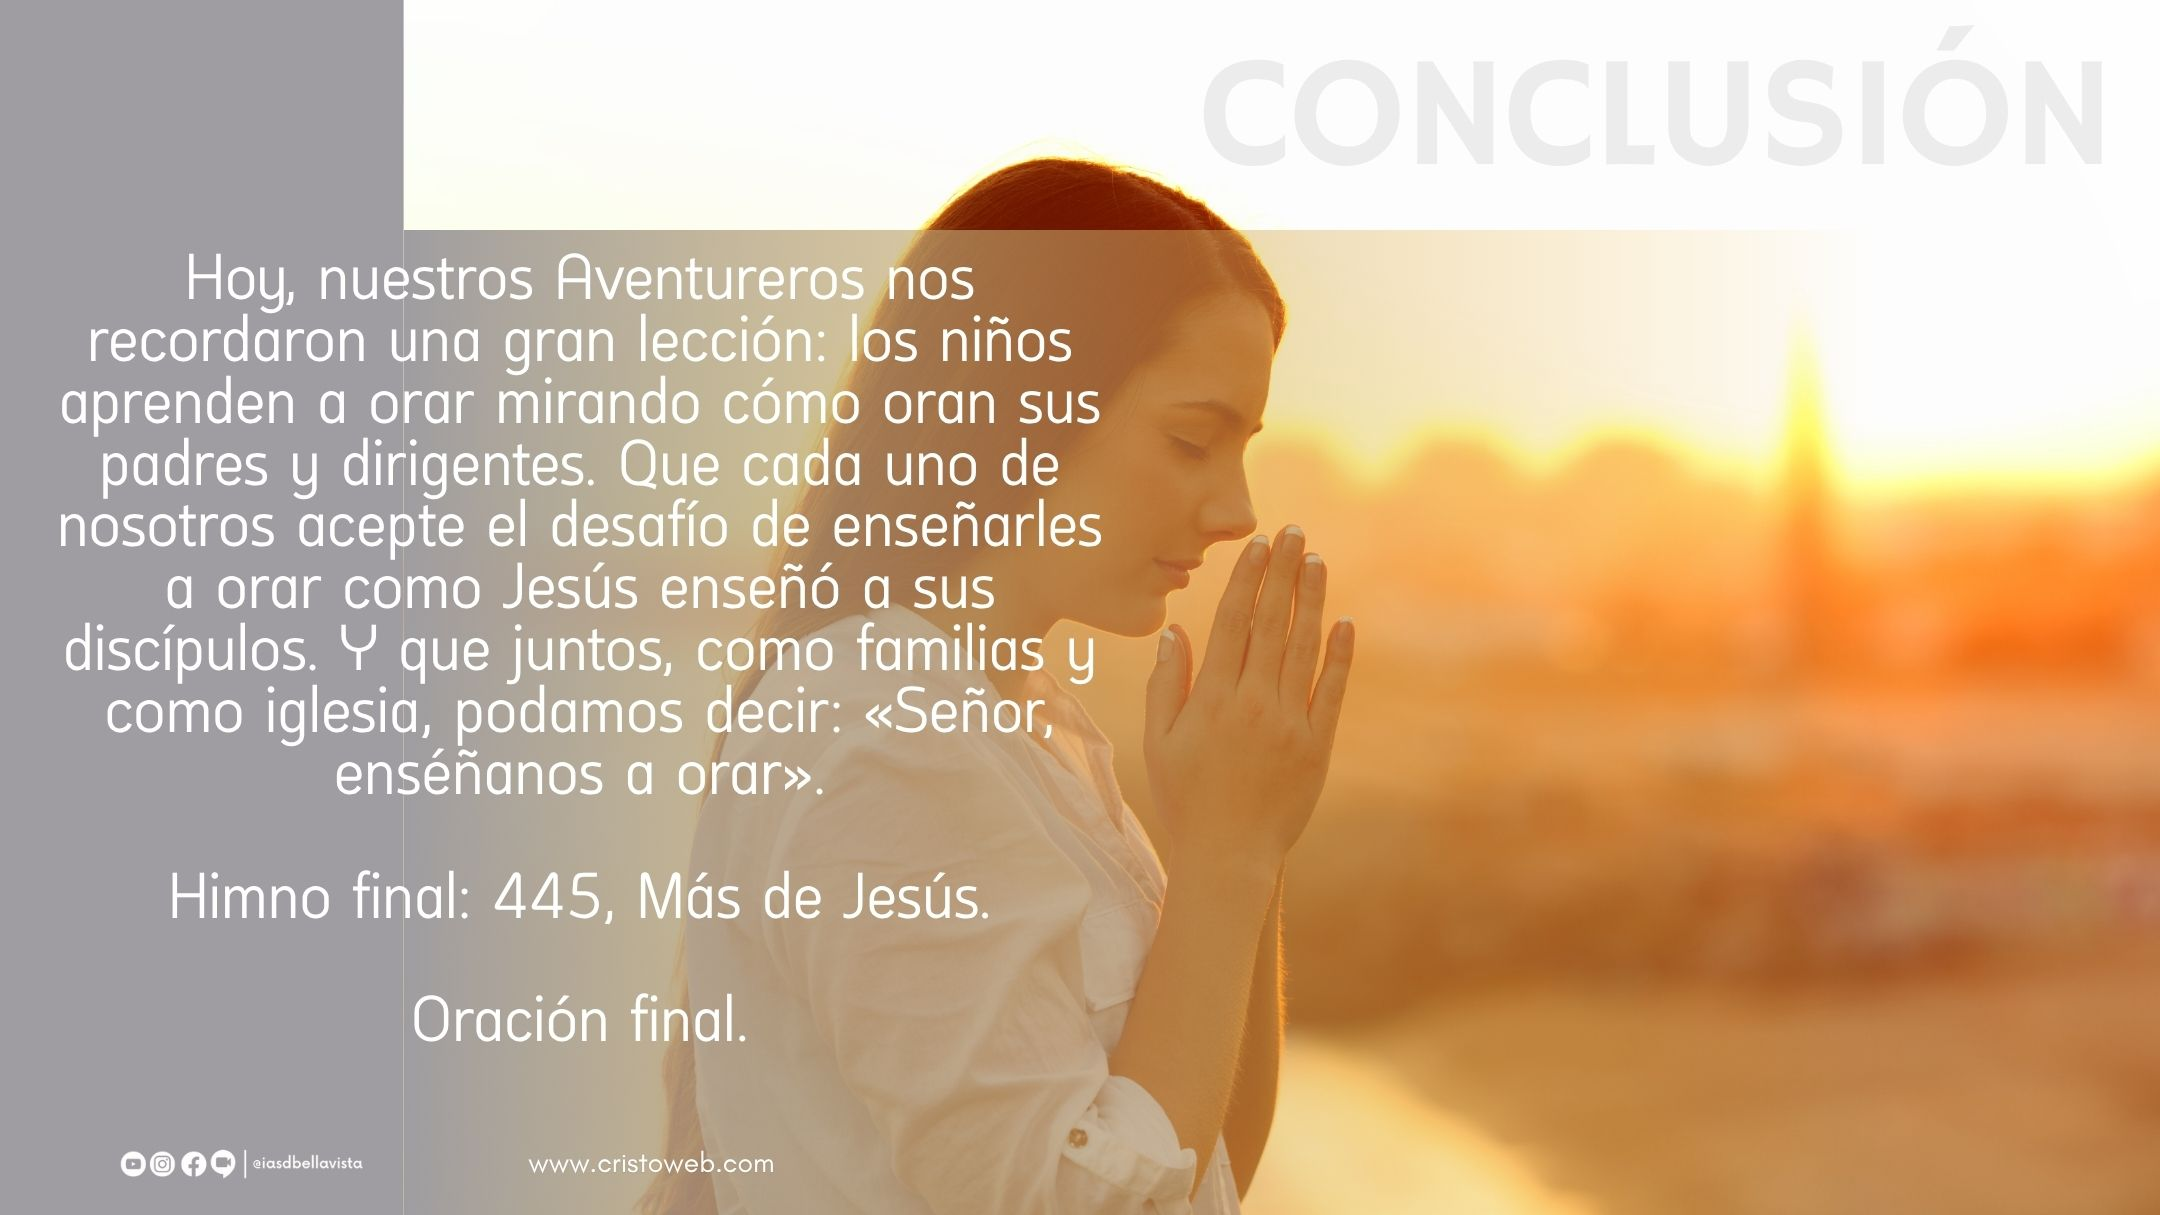 CONCLUSIÓN
Hoy, nuestros Aventureros nos
recordaron una gran lección: los niños
aprenden a orar mirando cómo oran sus
padres y dirigentes. Que cada uno de
nosotros acepte el desafío de enseñarles
a orar como Jesús enseñó a sus
discípulos. Y que juntos, como familias y
como iglesia, podamos decir: «Señor,
enséñanos a orar».
Himno final: 445, Más de Jesús.
Oración final.
@iasdbellavista
www.cristoweb.com